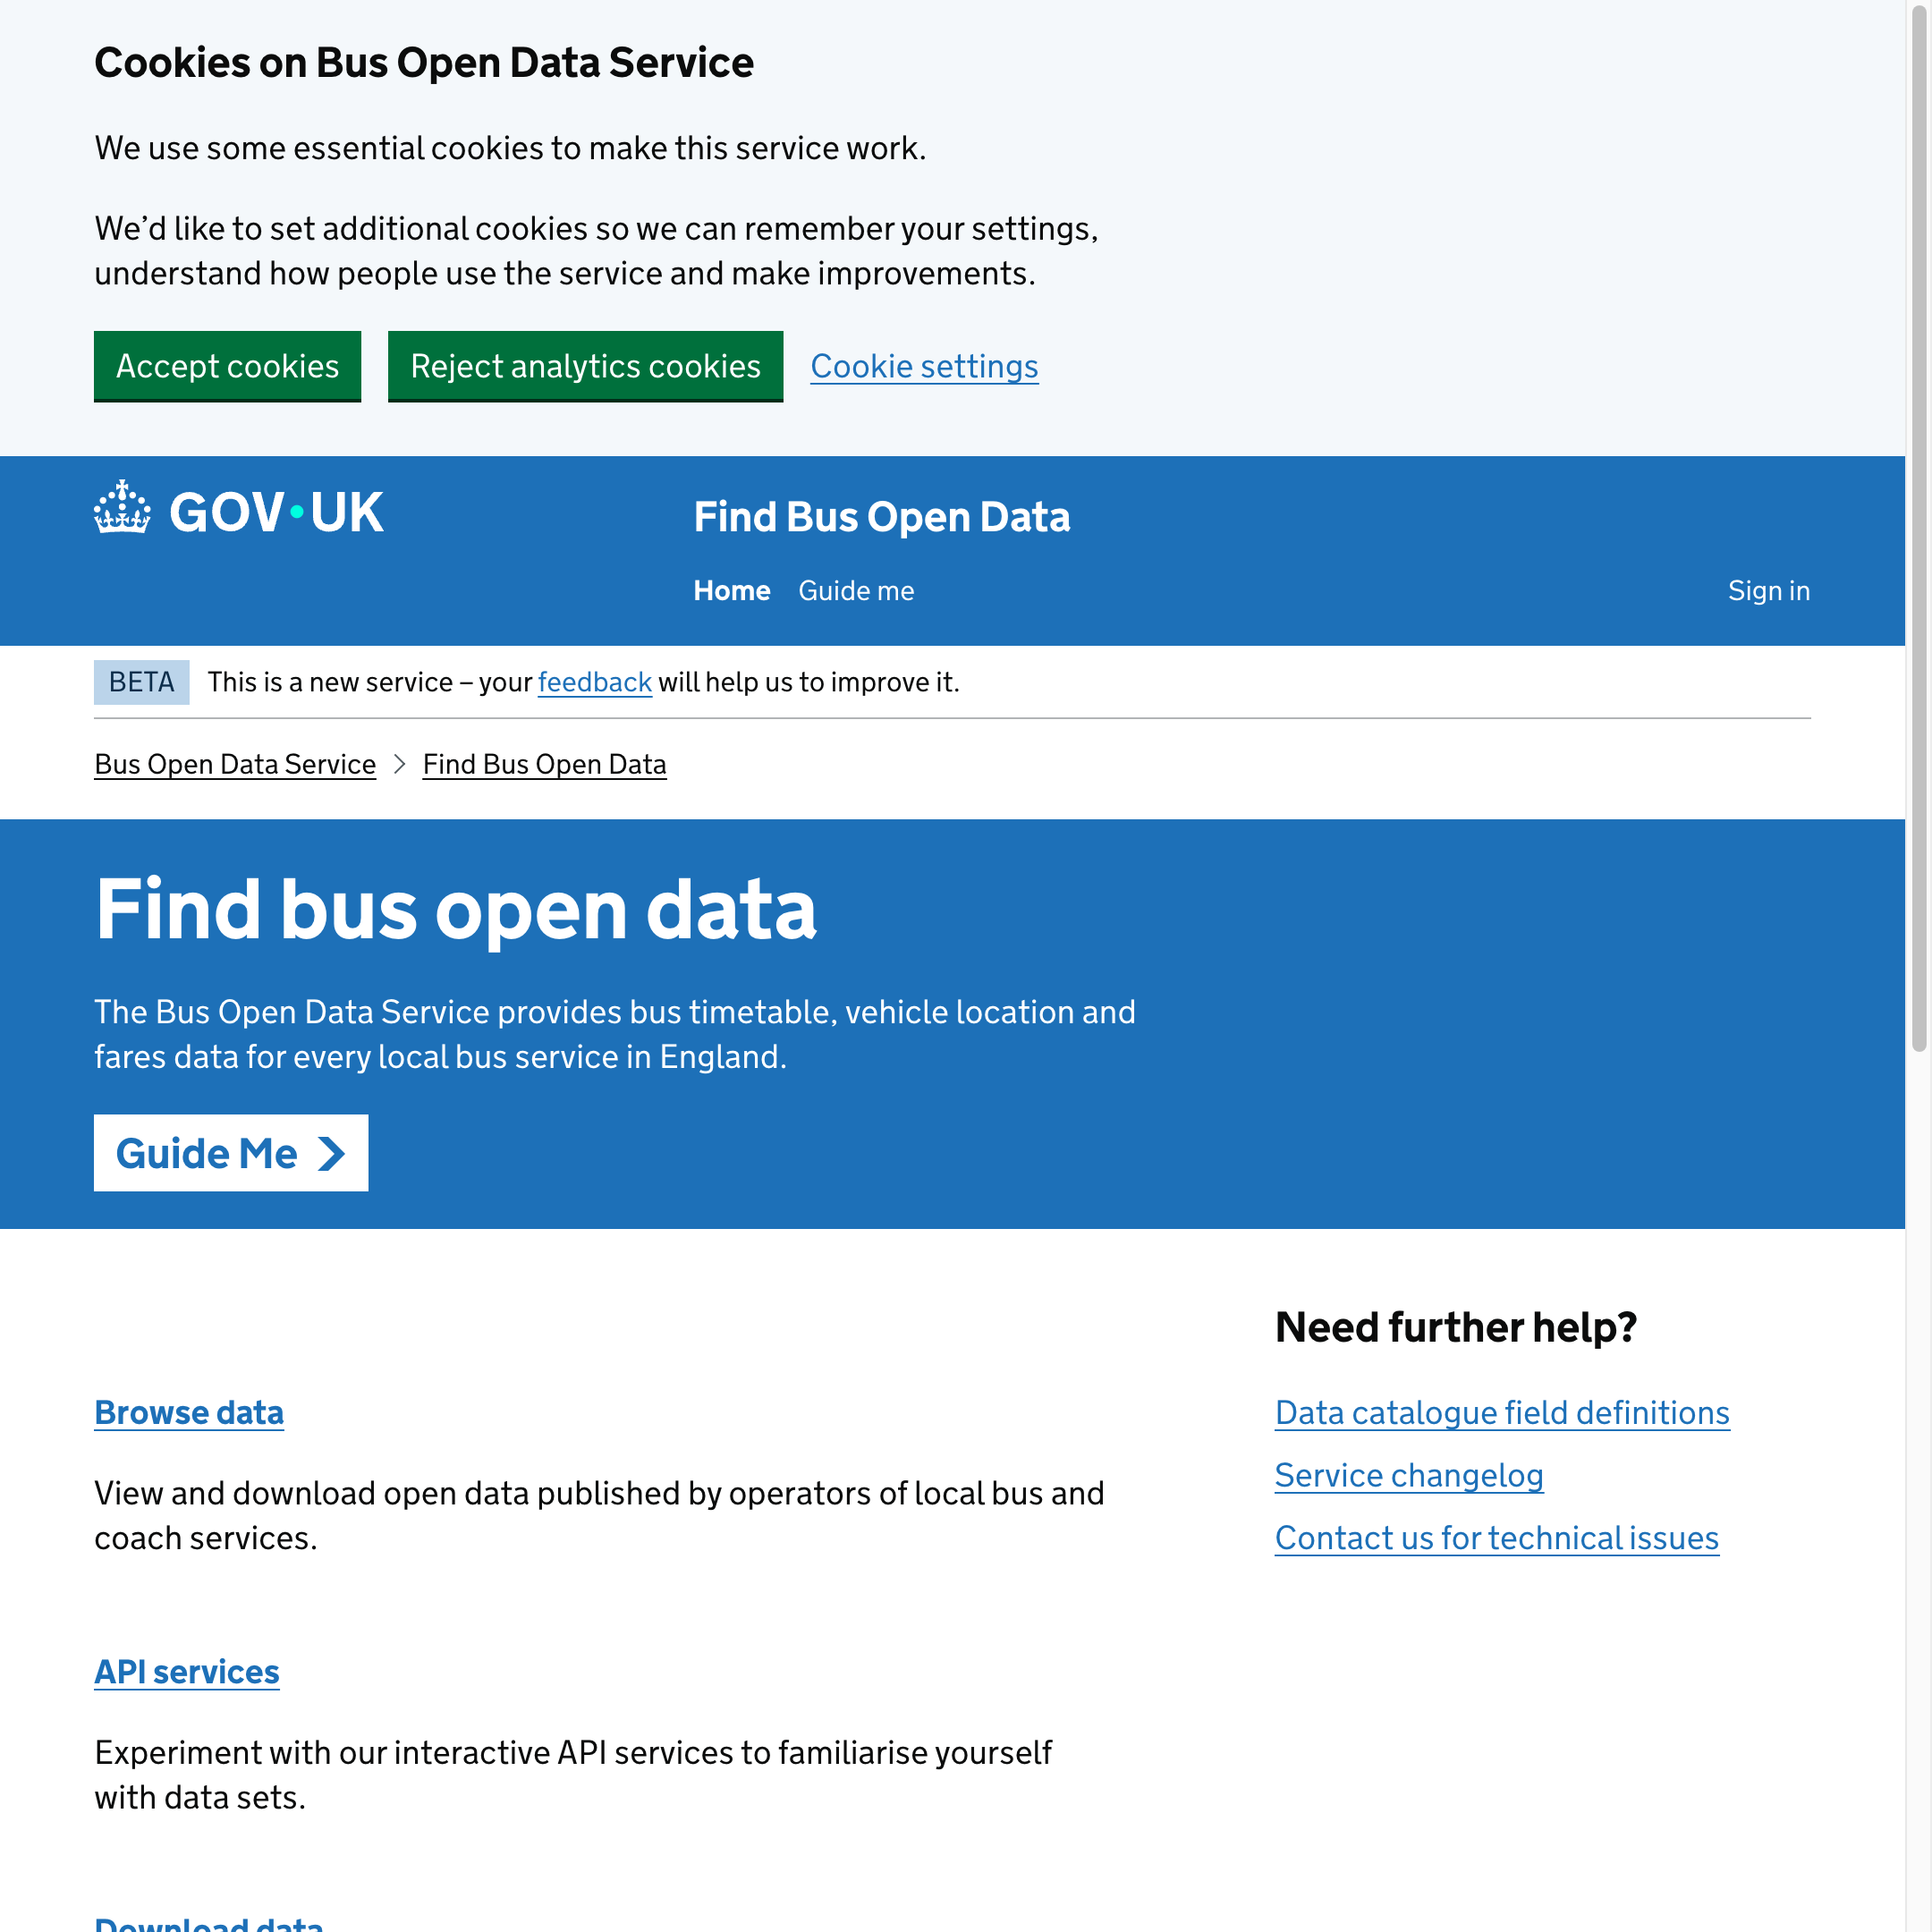 Cookies on Bus Open Data Service
We use some essential cookies to make this service work.
We’d like to set additional cookies so we can remember your settings,
understand how people use the service and make improvements.
Accept cookies
Reject analytics cookies
Cookie settings
GOV·UK
Find Bus Open Data
Home
Guide me
Sign in
BETA
This is a new service – your feedback will help us to improve it.
Bus Open Data Service
Find Bus Open Data
Find bus open data
The Bus Open Data Service provides bus timetable, vehicle location and
fares data for every local bus service in England.
Guide Me
Browse data
View and download open data published by operators of local bus and
coach services.
API services
Experiment with our interactive API services to familiarise yourself
with data sets.
Download data
Need further help?
Data catalogue field definitions
Service changelog
Contact us for technical issues